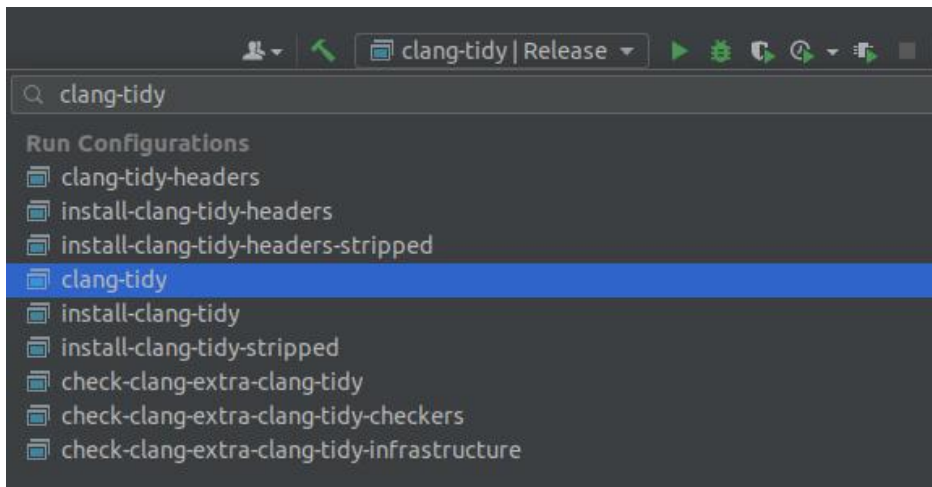 clang-tidy | Release
clang-tidy
Run Configurations
clang-tidy-headers
install-clang-tidy-headers
install-clang-tidy-headers-stripped
clang-tidy
install-clang-tidy
install-clang-tidy-stripped
check-clang-extra-clang-tidy
check-clang-extra-clang-tidy-checkers
check-clang-extra-clang-tidy-infrastructure